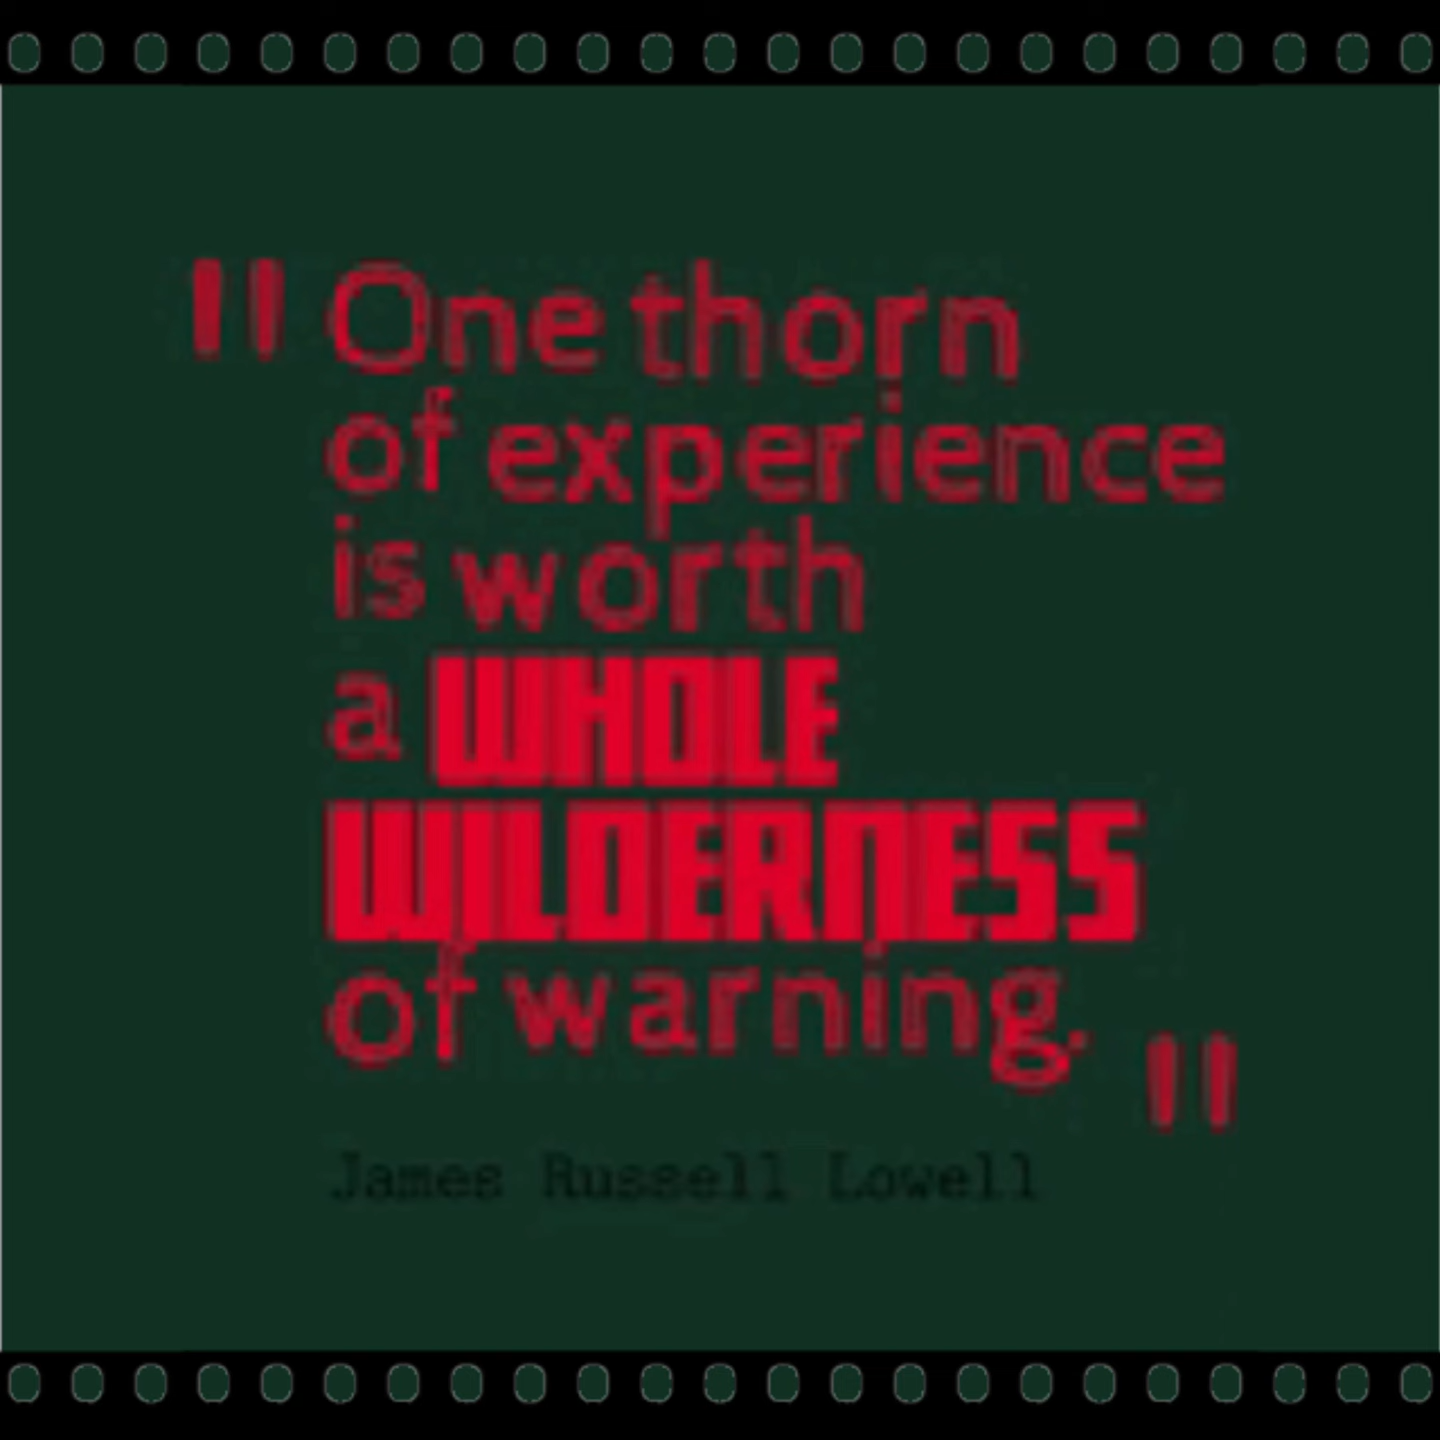 "One thorn
of experience
is worth
a WHOLE
WILDERNESS
of warning."
James Russell Lowell